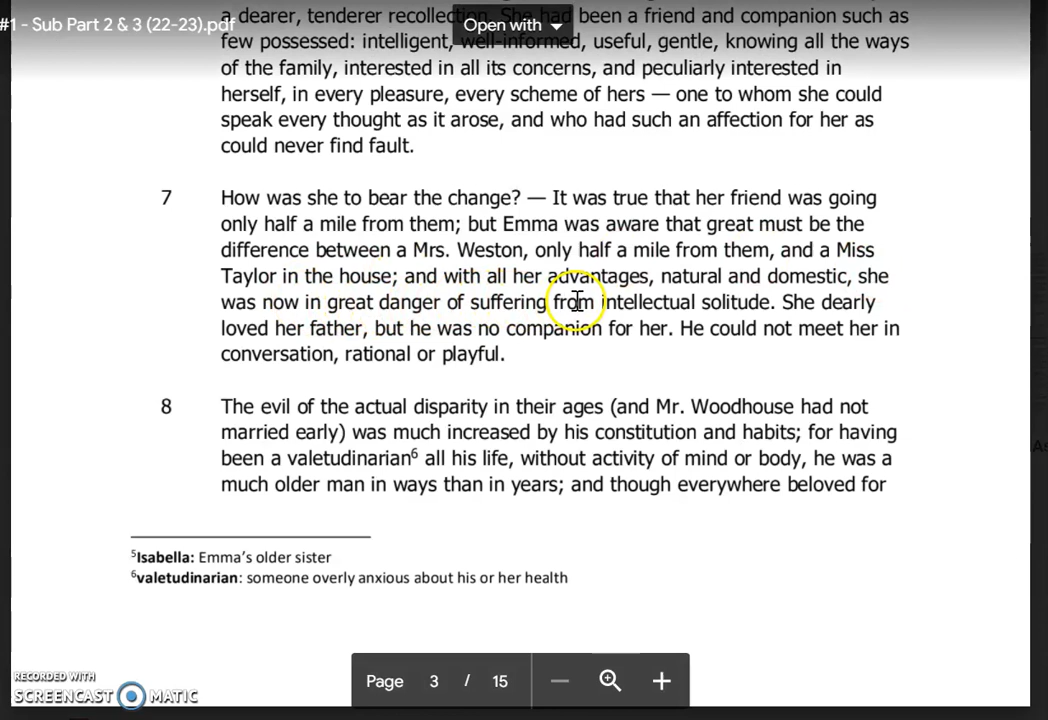 a dearer, tenderer recollection. She had been a friend and companion such as
#1 - Sub Part 2 & 3 (22-23).pdf
Open with
few possessed: intelligent, well-informed, useful, gentle, knowing all the ways
of the family, interested in all its concerns, and peculiarly interested in
herself, in every pleasure, every scheme of hers — one to whom she could
speak every thought as it arose, and who had such an affection for her as
could never find fault.
7 How was she to bear the change? — It was true that her friend was going
only half a mile from them; but Emma was aware that great must be the
difference between a Mrs. Weston, only half a mile from them, and a Miss
Taylor in the house; and with all her advantages, natural and domestic, she
was now in great danger of suffering from intellectual solitude. She dearly
loved her father, but he was no companion for her. He could not meet her in
conversation, rational or playful.
8 The evil of the actual disparity in their ages (and Mr. Woodhouse had not
married early) was much increased by his constitution and habits; for having
been a valetudinarian⁶ all his life, without activity of mind or body, he was a
much older man in ways than in years; and though everywhere beloved for
⁵Isabella: Emma's older sister
⁶valetudinarian: someone overly anxious about his or her health
Page 3 / 15
RECORDED WITH
SCREENCAST MATIC